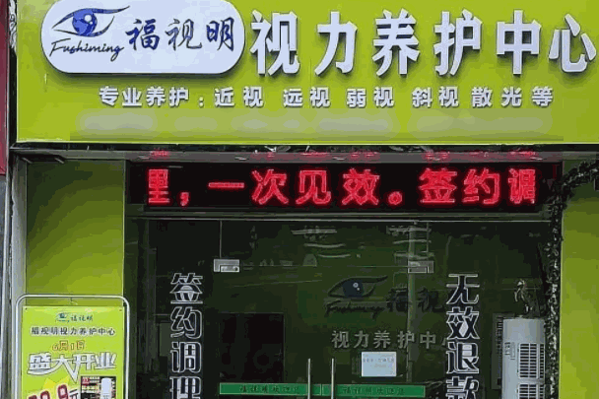 福视明
Fushiming
视力养护中心
专业养护：近视 远视 弱视 斜视 散光等
里，一次见效。签约调
签约调理
无效退款
Fushiming
福视明
视力养护中心
福视明
福视明视力养护中心
盛大开业